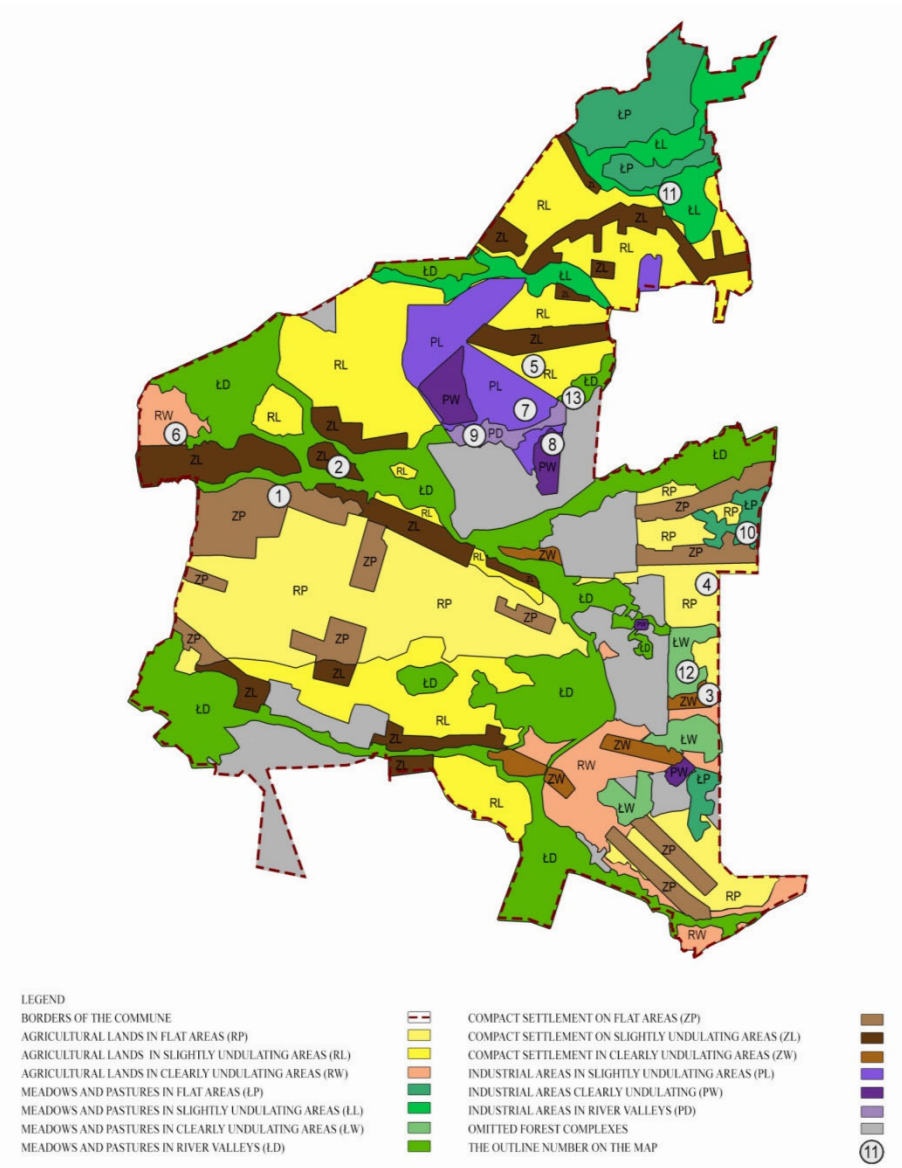 ŁP
ŁL
ŁP
11
ŁL
RL
ZL
ZL
RL
ZL
ZL
ŁD
ŁL
ZL
RL
ZL
PL
RL
5
RL
ŁD
ŁD
PL
PW
7
13
RW
6
RL
ZL
9
PD
8
PW
ŁD
ZL
ZL
2
RL
ŁD
1
ZP
RL
ZL
RP
ZP
ŁP
RP
10
RP
ZP
ZP
ZW
RL
ZL
4
RP
RP
RP
ZP
ŁD
PW
ŁD
ŁW
12
ZP
ZP
ZL
ZL
ŁD
ŁD
3
ZW
ŁD
RL
ŁW
ZW
ZL
ZL
ZW
RW
PW
ŁP
RL
ŁW
ZP
ŁD
ZP
RP
RW
LEGEND
BORDERS OF THE COMMUNE
AGRICULTURAL LANDS IN FLAT AREAS (RP)
AGRICULTURAL LANDS IN SLIGHTLY UNDULATING AREAS (RL)
AGRICULTURAL LANDS IN CLEARLY UNDULATING AREAS (RW)
MEADOWS AND PASTURES IN FLAT AREAS (ŁP)
MEADOWS AND PASTURES IN SLIGHTLY UNDULATING AREAS (ŁL)
MEADOWS AND PASTURES IN CLEARLY UNDULATING AREAS (ŁW)
MEADOWS AND PASTURES IN RIVER VALLEYS (ŁD)
COMPACT SETTLEMENT ON FLAT AREAS (ZP)
COMPACT SETTLEMENT ON SLIGHTLY UNDULATING AREAS (ZL)
COMPACT SETTLEMENT IN CLEARLY UNDULATING AREAS (ZW)
INDUSTRIAL AREAS IN SLIGHTLY UNDULATING AREAS (PL)
INDUSTRIAL AREAS CLEARLY UNDULATING (PW)
INDUSTRIAL AREAS IN RIVER VALLEYS (PD)
OMITTED FOREST COMPLEXES
THE OUTLINE NUMBER ON THE MAP
11